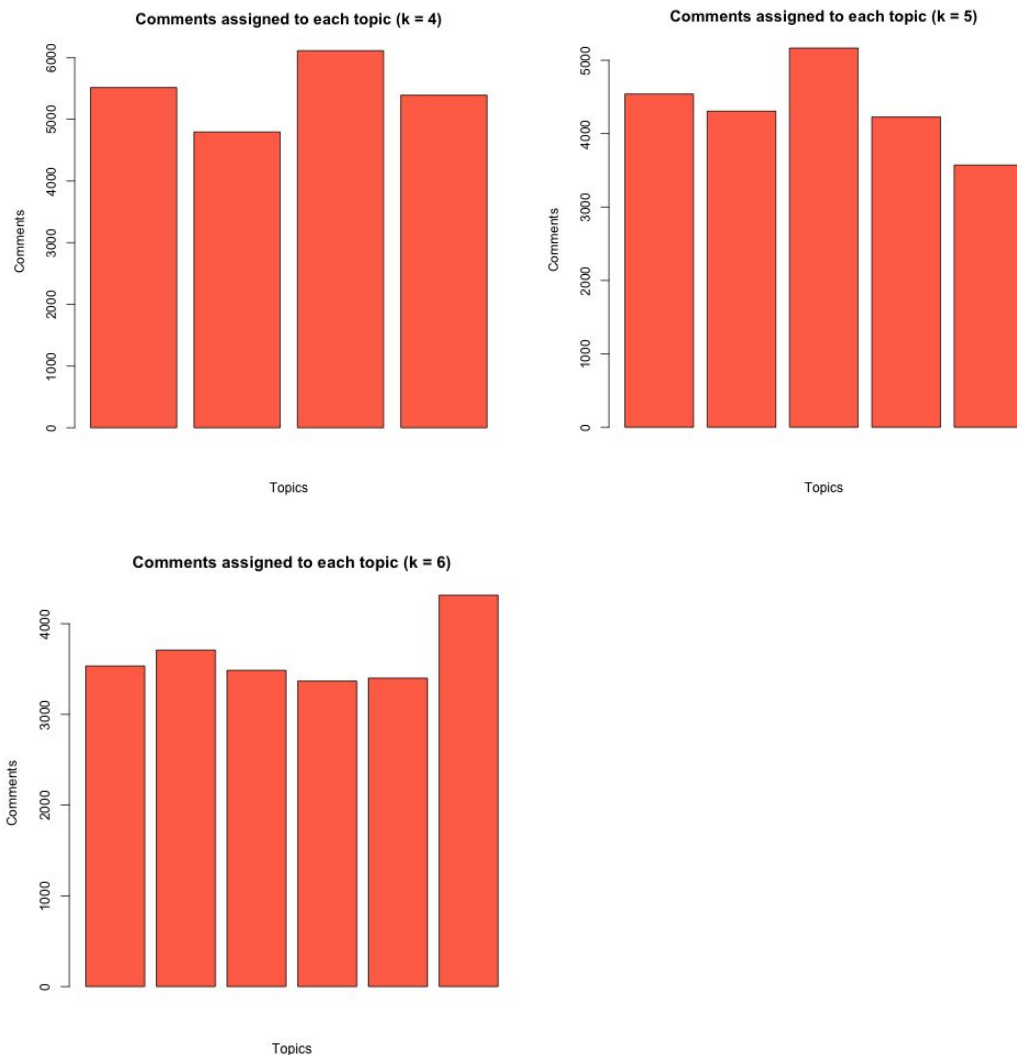 Comments assigned to each topic (k = 4)
6000
5000
4000
3000
2000
1000
0
Comments
Topics
Comments assigned to each topic (k = 5)
5000
4000
3000
2000
1000
0
Comments
Topics
Comments assigned to each topic (k = 6)
4000
3000
2000
1000
0
Comments
Topics